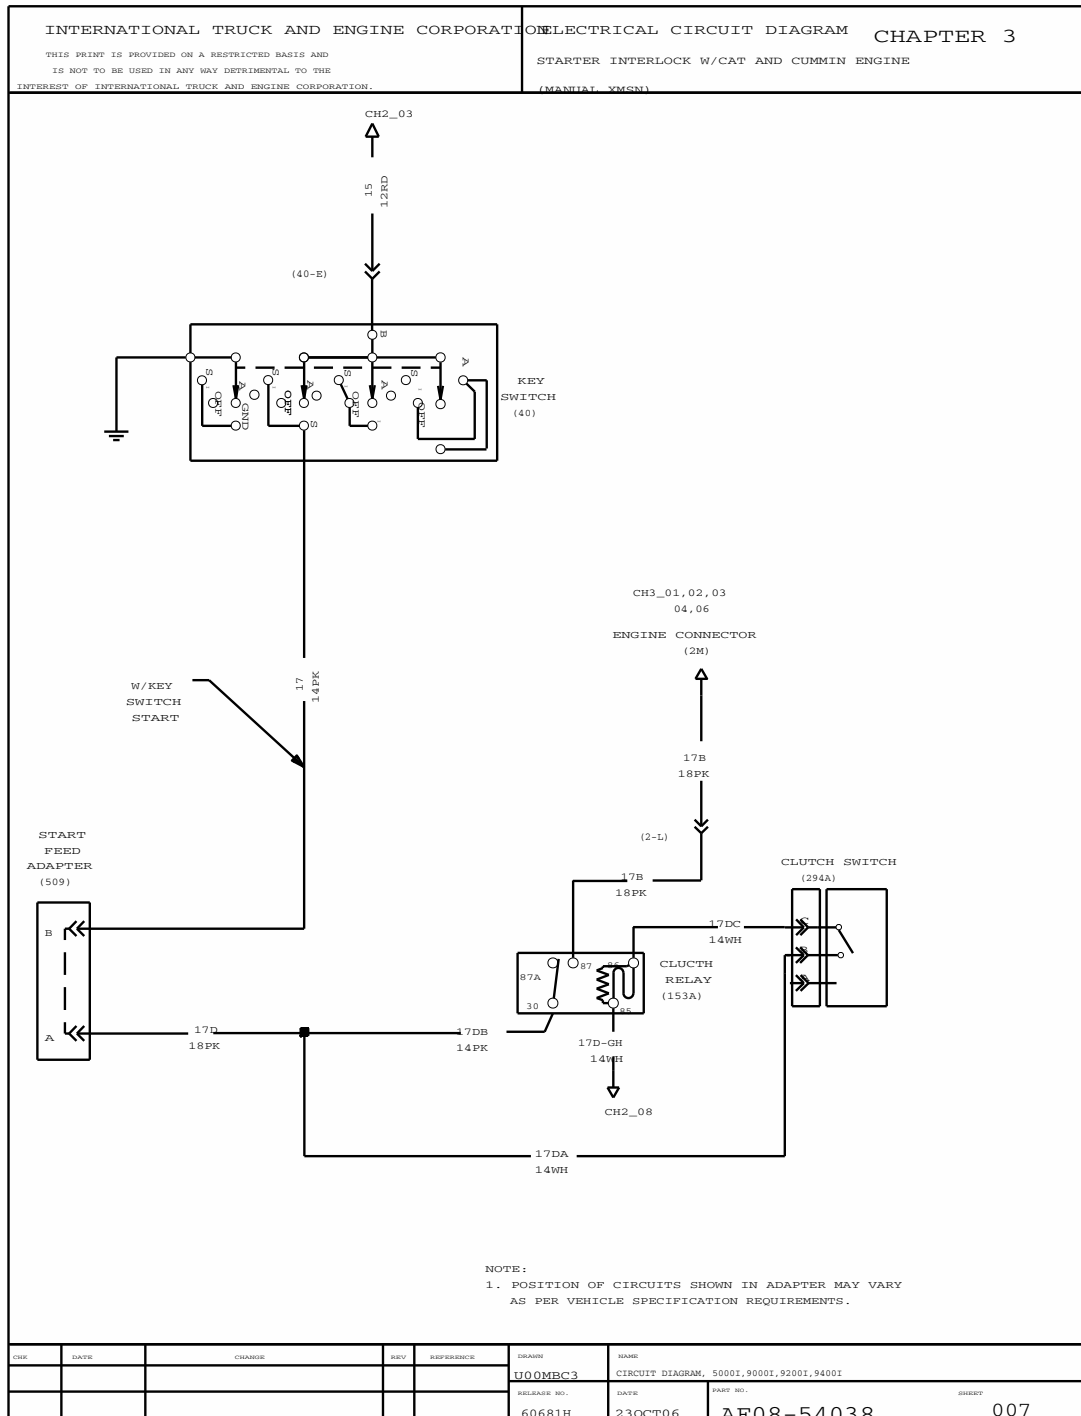 INTERNATIONAL TRUCK AND ENGINE CORPORATION
THIS PRINT IS PROVIDED ON A RESTRICTED BASIS AND
IS NOT TO BE USED IN ANY WAY DETRIMENTAL TO THE
INTEREST OF INTERNATIONAL TRUCK AND ENGINE CORPORATION.
ELECTRICAL CIRCUIT DIAGRAM
CHAPTER 3
STARTER INTERLOCK W/CAT AND CUMMIN ENGINE
(MANUAL XMSN)
CH2_03
15
12RD
(40-E)
B
A
S
A
OFF
GND
S
A
OFF
S
S
A
OFF
S
OFF
KEY
SWITCH
(40)
17
14PK
W/KEY
SWITCH
START
CH3_01,02,03
04,06
ENGINE CONNECTOR
(2M)
17B
18PK
(2-L)
17B
18PK
START
FEED
ADAPTER
(509)
B
A
CLUTCH SWITCH
(294A)
C
B
A
17DC
14WH
87
86
87A
30
85
CLUCTH
RELAY
(153A)
17D
18PK
17DB
14PK
17D-GH
14WH
CH2_08
17DA
14WH
NOTE:
1. POSITION OF CIRCUITS SHOWN IN ADAPTER MAY VARY
AS PER VEHICLE SPECIFICATION REQUIREMENTS.
CHK
DATE
CHANGE
REV
REFERENCE
DRAWN
U00MBC3
NAME
CIRCUIT DIAGRAM, 5000I,9000I,9200I,9400I
RELEASE NO.
60681H
DATE
23OCT06
PART NO.
AF08-54038
SHEET
007